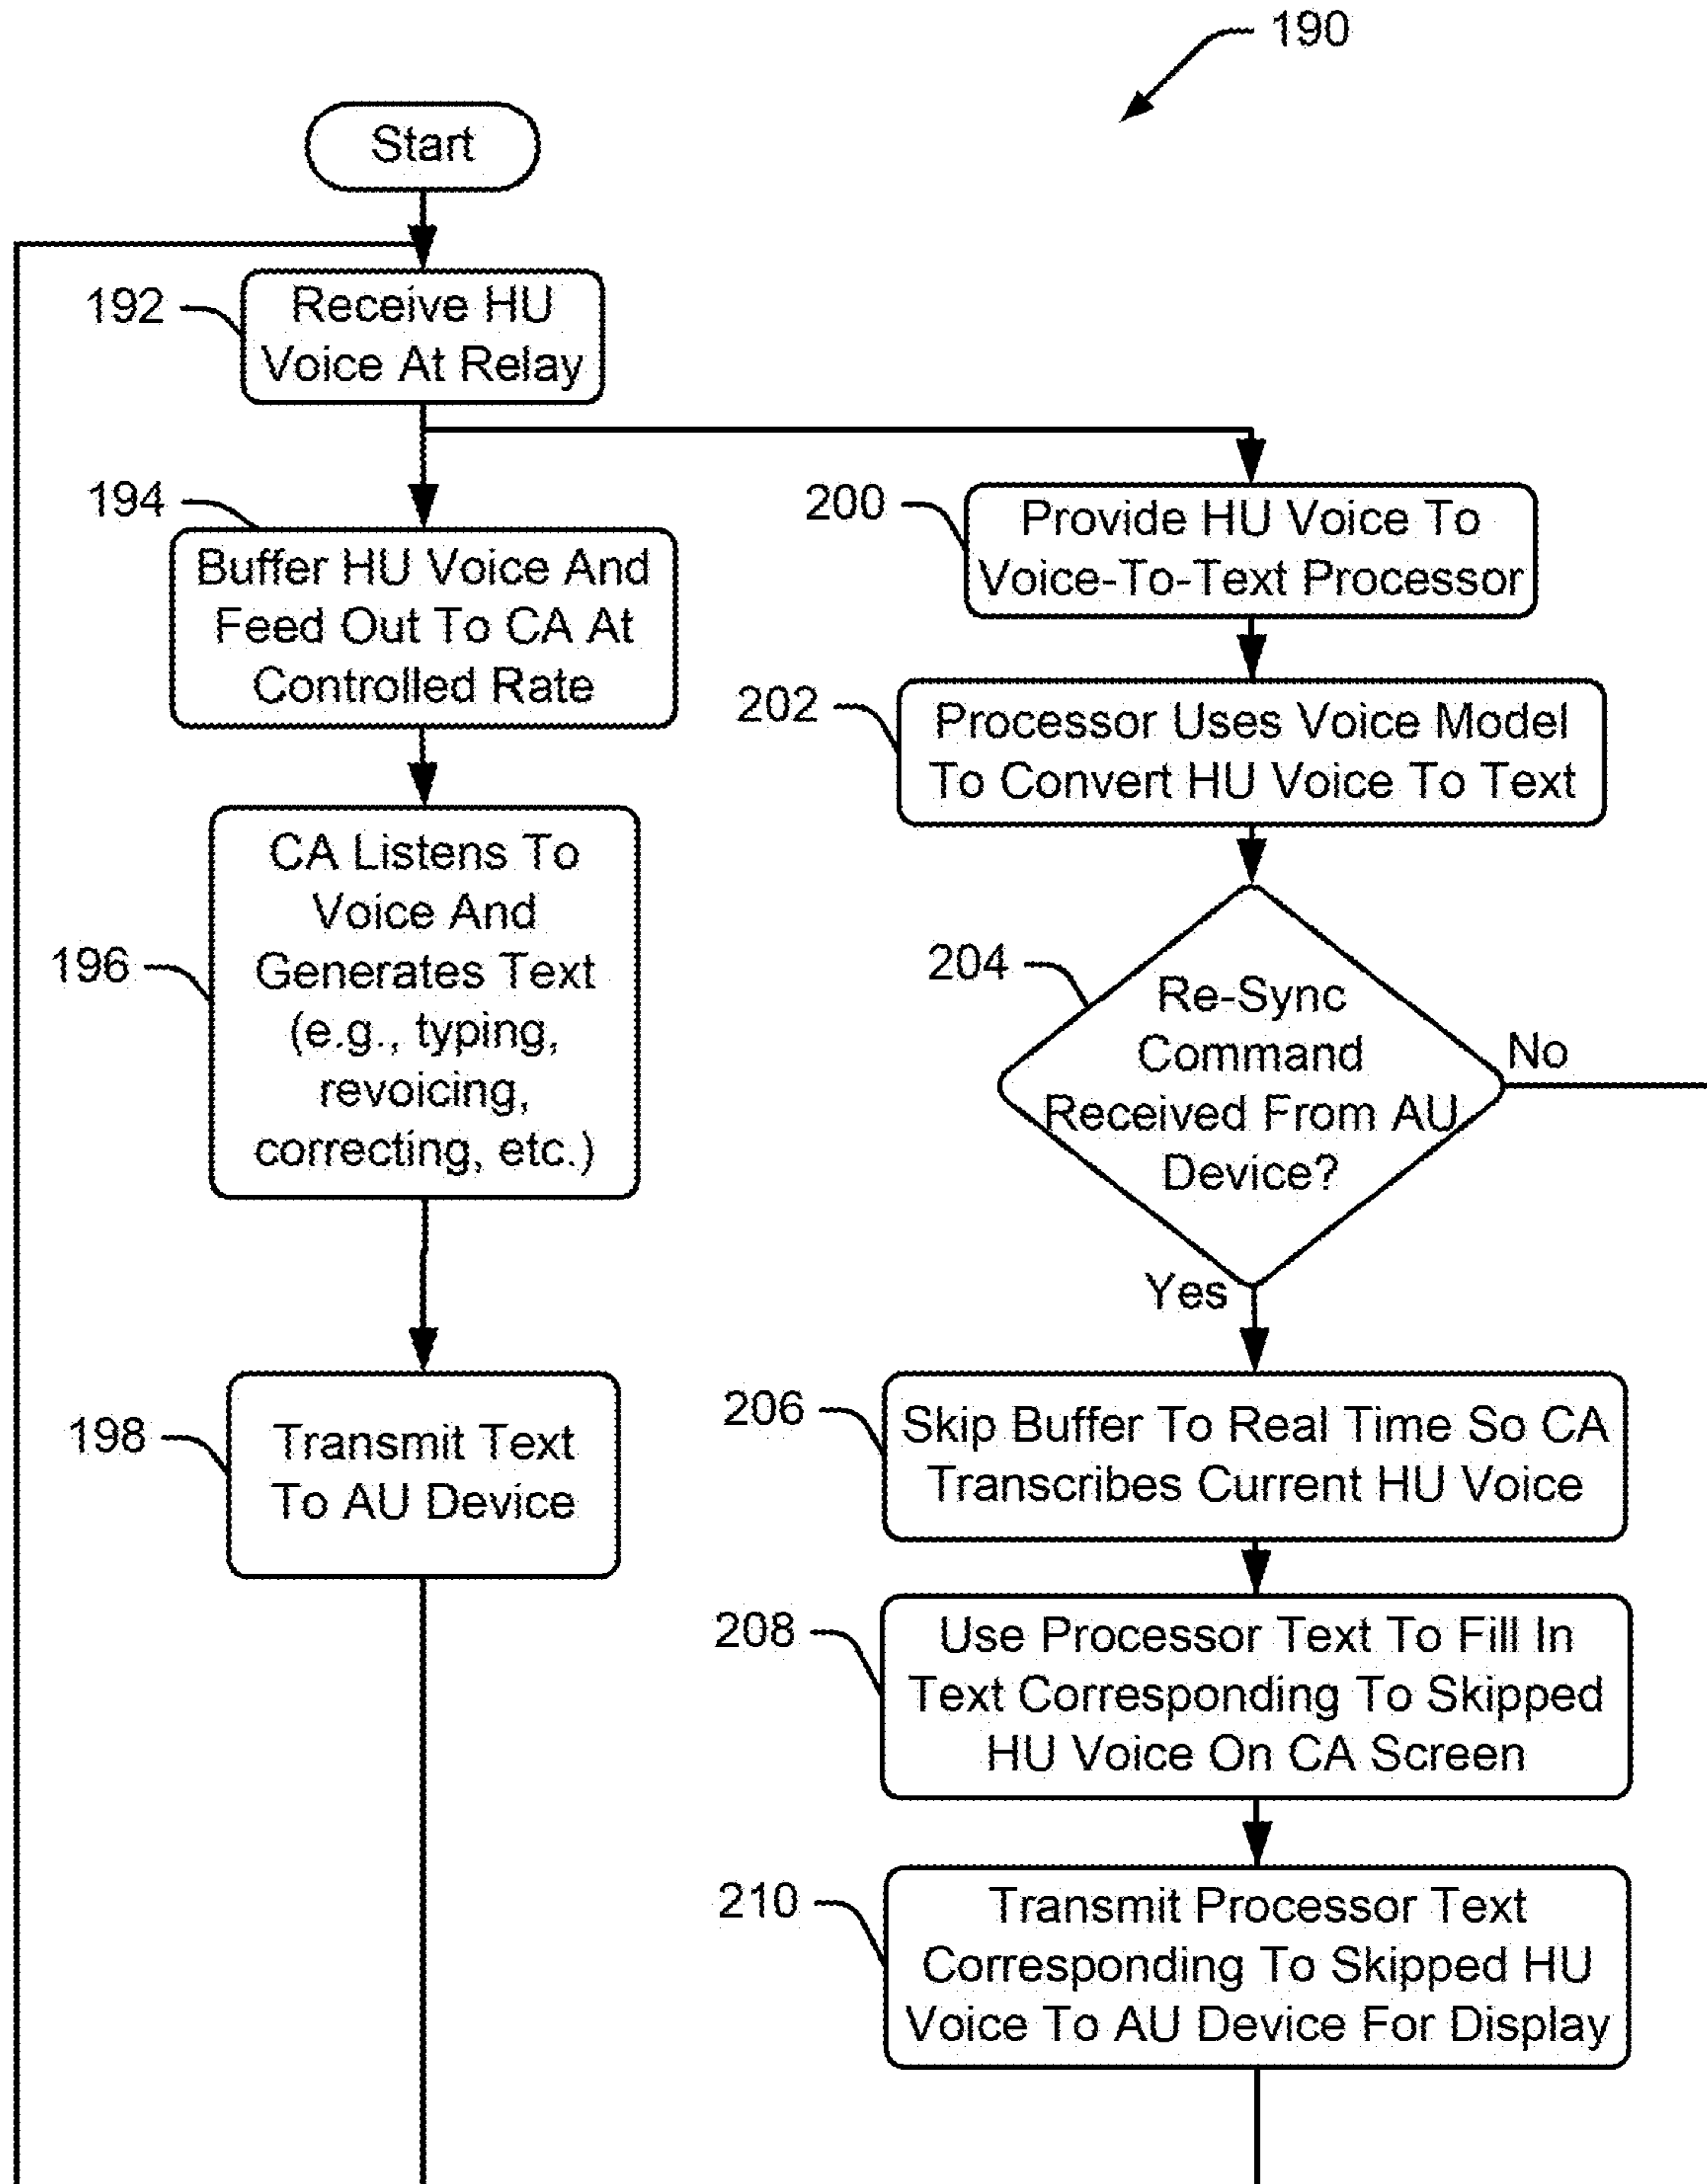 190
Start
192
Receive HU
Voice At Relay
194
Buffer HU Voice And
Feed Out To CA At
Controlled Rate
196
CA Listens To
Voice And
Generates Text
(e.g., typing,
revoicing,
correcting, etc.)
198
Transmit Text
To AU Device
200
Provide HU Voice To
Voice-To-Text Processor
202
Processor Uses Voice Model
To Convert HU Voice To Text
204
Re-Sync
Command
Received From AU
Device?
No
Yes
206
Skip Buffer To Real Time So CA
Transcribes Current HU Voice
208
Use Processor Text To Fill In
Text Corresponding To Skipped
HU Voice On CA Screen
210
Transmit Processor Text
Corresponding To Skipped HU
Voice To AU Device For Display